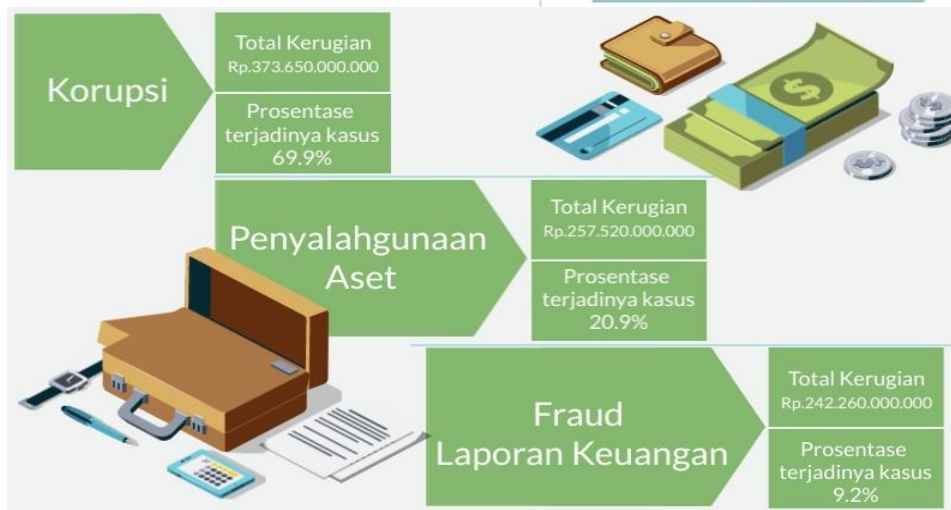 Korupsi
Total Kerugian
Rp.373.650.000.000
Prosentase
terjadinya kasus
69.9%
Penyalahgunaan
Aset
Total Kerugian
Rp.257.520.000.000
Prosentase
terjadinya kasus
20.9%
Fraud
Laporan Keuangan
Total Kerugian
Rp.242.260.000.000
Prosentase
terjadinya kasus
9.2%